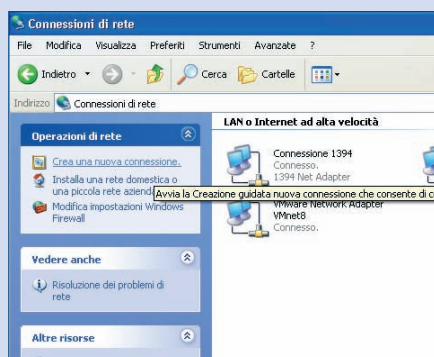 Connessioni di rete
File Modifica Visualizza Preferiti Strumenti Avanzate ?
Indietro Cerca Cartelle
Indirizzo Connessioni di rete
Operazioni di rete
Crea una nuova connessione.
Installa una rete domestica o
una piccola rete aziend
Modifica impostazioni Windows
Firewall
Vedere anche
Risoluzione dei problemi di
rete
Altre risorse
LAN o Internet ad alta velocità
Connessione 1394
Connesso.
1394 Net Adapter
Avvia la Creazione guidata nuova connessione che consente di c
VMware Network Adapter
VMnet8
Connesso.